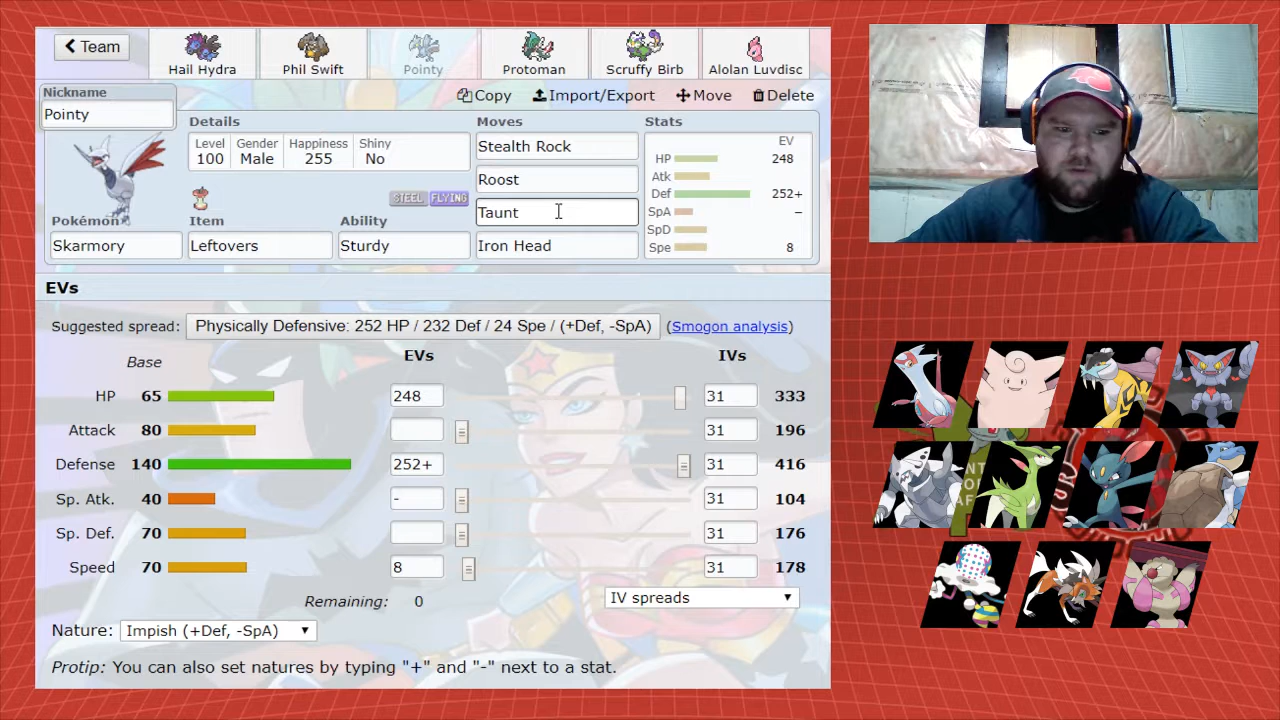 Team
Hail Hydra
Phil Swift
Pointy
Protoman
Scruffy Birb
Alolan Luvdisc
Nickname
Pointy
Copy
Import/Export
Move
Delete
Details
Level
100
Gender
Male
Happiness
255
Shiny
No
STEEL FLYING
Pokémon
Skarmory
Item
Leftovers
Ability
Sturdy
Moves
Stealth Rock
Roost
Taunt
Iron Head
Stats
EV
HP 248
Atk
Def 252+
SpA –
SpD
Spe 8
EVs
Suggested spread: Physically Defensive: 252 HP / 232 Def / 24 Spe / (+Def, -SpA) (Smogon analysis)
Base EVs IVs
HP 65 248 31 333
Attack 80 31 196
Defense 140 252+ 31 416
Sp. Atk. 40 - 31 104
Sp. Def. 70 31 176
Speed 70 8 31 178
Remaining: 0
IV spreads
Nature: Impish (+Def, -SpA)
Protip: You can also set natures by typing "+" and "-" next to a stat.